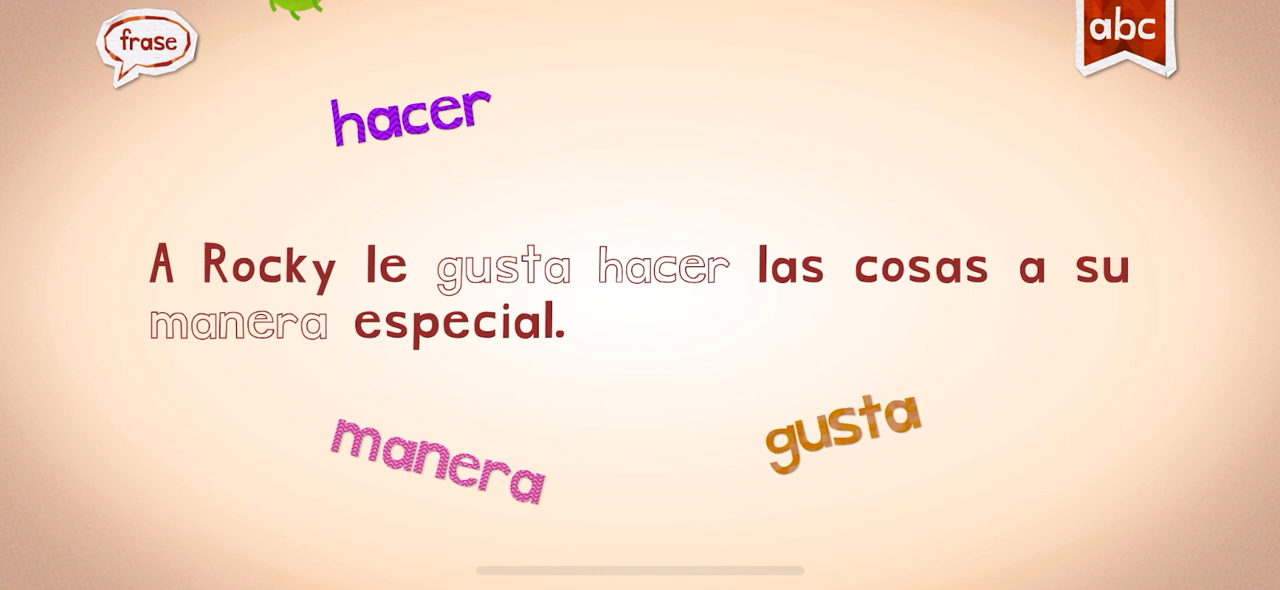 frase
abc
hacer
A Rocky le gusta hacer las cosas a su
manera especial.
manera
gusta